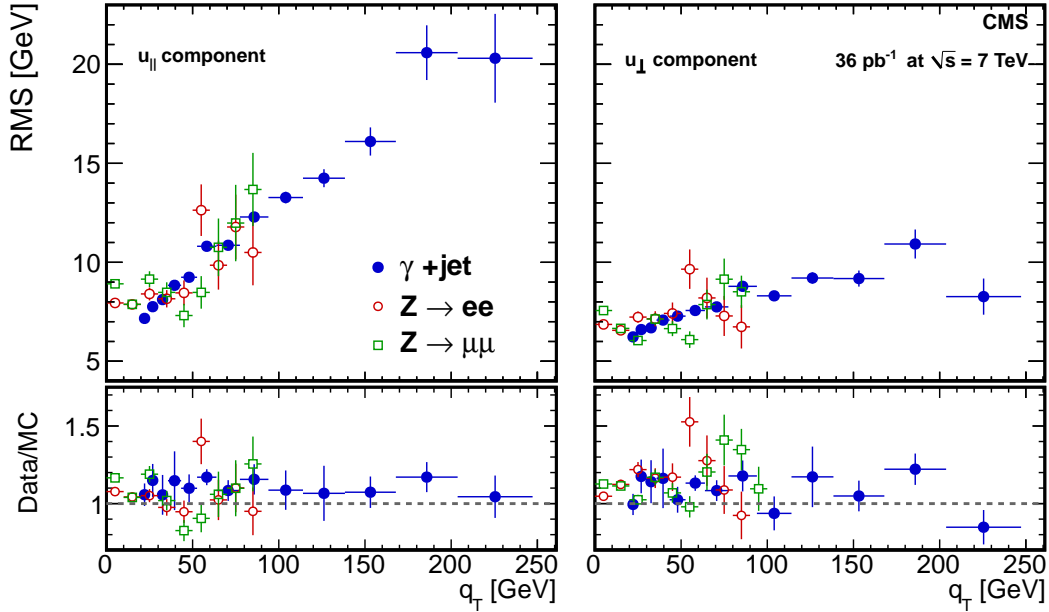 RMS [GeV]
20
15
10
5
u|| component
γ +jet
Z → ee
Z → μμ
u⊥ component
CMS
36 pb⁻¹ at √s = 7 TeV
Data/MC
1.5
1
0 50 100 150 200 250
q_T [GeV]
0 50 100 150 200 250
q_T [GeV]